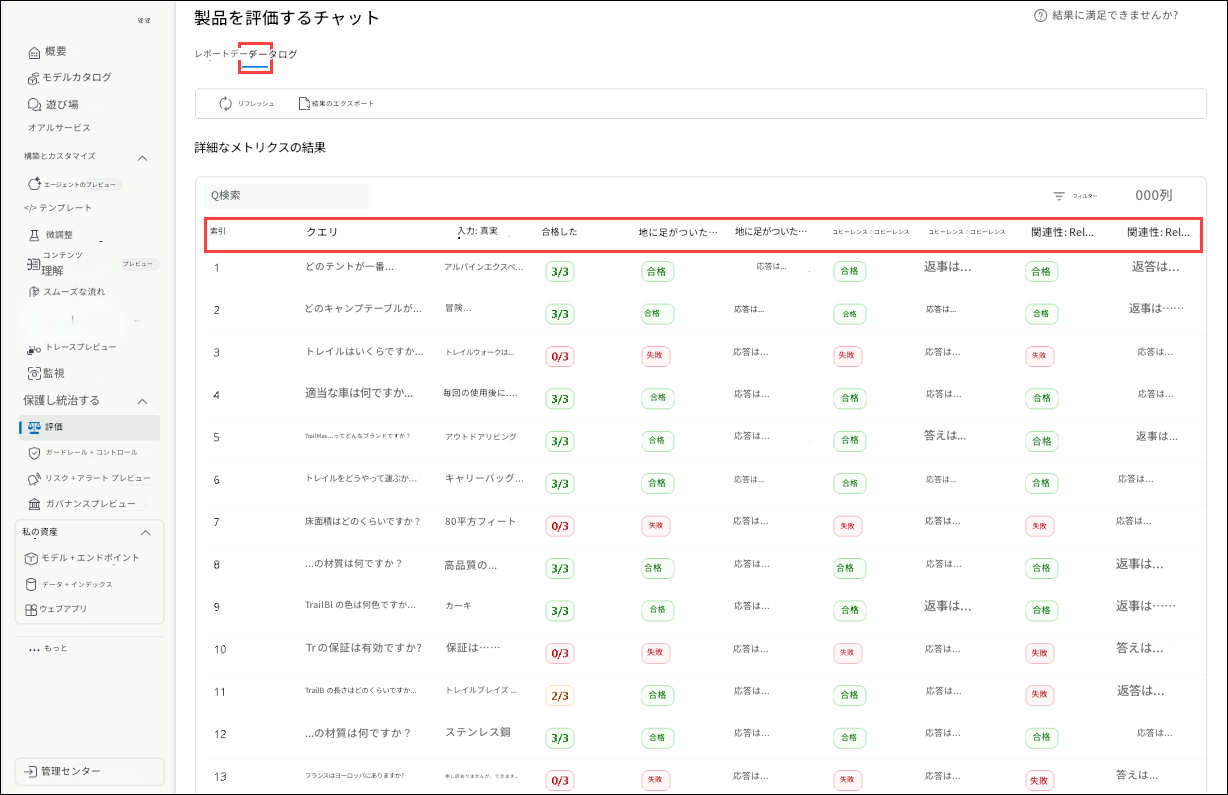 製品を評価するチャット
結果に満足できませんか?
概要
モデルカタログ
遊び場
オアルサービス
構築とカスタマイズ
エージェントのプレビュー
</> テンプレート
微調整
コンテンツ
理解
プレビュー
スムーズな流れ
トレースプレビュー
監視
保護し統治する
評価
ガードレール + コントロール
リスク + アラート プレビュー
ガバナンスプレビュー
私の資産
モデル + エンドポイント
データ + インデックス
ウェブアプリ
... もっと
管理センター
レポートデーデータログ
リフレッシュ 結果のエクスポート
詳細なメトリクスの結果
Q検索 フィルター 000列
索引 クエリ 入力: 真実 合格した 地に足がついた… 地に足がついた… コヒーレンス：コヒーレンス コヒーレンス：コヒーレンス 関連性: Rel... 関連性: Rel...
1 どのテントが一番... アルパインエクスペ... 3/3 合格 応答は... 合格 返事は... 合格 返答は...
2 どのキャンプテーブルが... 冒険... 3/3 合格 応答は... 合格 応答は... 合格 返事は……
3 トレイルはいくらですか... トレイルウォークは... 0/3 失敗 応答は... 失敗 応答は... 失敗 応答は...
4 適当な車は何ですか... 毎回の使用後に.... 3/3 合格 応答は... 合格 応答は... 合格 応答は...
5 TrailMas...ってどんなブランドですか？ アウトドアリビング 3/3 合格 応答は... 合格 答えは... 合格 返事は...
6 トレイルをどうやって運ぶか... キャリーバッグ... 3/3 合格 応答は... 合格 応答は... 合格 応答は...
7 床面積はどのくらいですか？ 80平方フィート 0/3 失敗 応答は... 失敗 応答は... 失敗 応答は...
8 ...の材質は何ですか？ 高品質の... 3/3 合格 応答は... 合格 応答は... 合格 返事は...
9 TrailBl の色は何色ですか... カーキ 3/3 合格 応答は... 合格 返事は... 合格 返事は……
10 Trの保証は有効ですか? 保証は…… 0/3 失敗 応答は... 失敗 応答は... 失敗 答えは...
11 TrailB の長さはどのくらいですか... トレイルブレイズ ... 2/3 合格 応答は... 合格 応答は... 失敗 返答は...
12 ...の材質は何ですか？ ステンレス鋼 3/3 合格 応答は... 合格 応答は... 合格 応答は...
13 フランスはヨーロッパにありますか? 申し訳ありませんが、できます... 0/3 失敗 応答は... 失敗 応答は... 失敗 答えは...